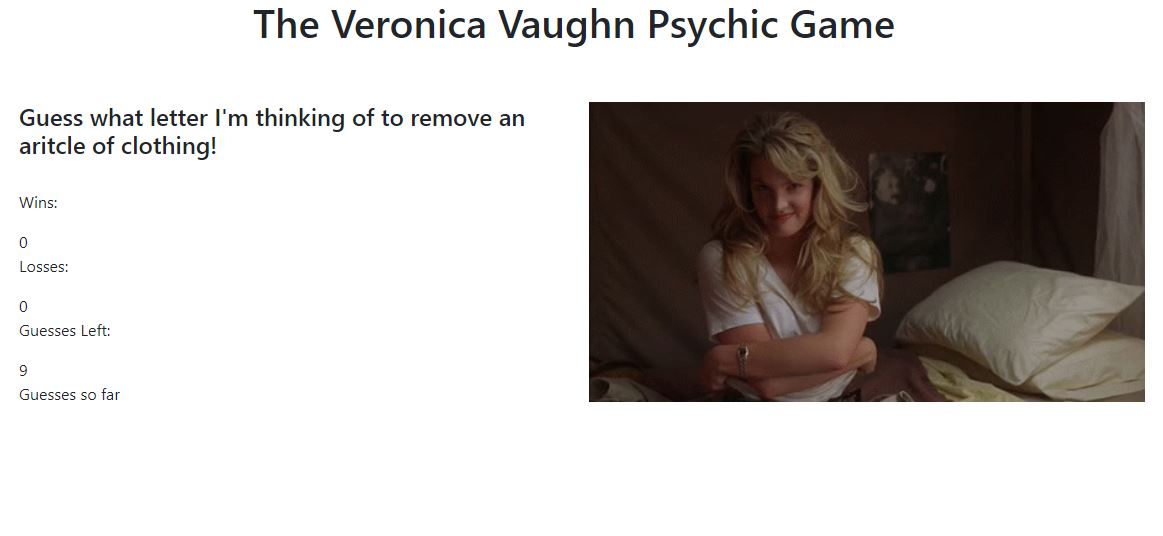 The Veronica Vaughn Psychic Game
Guess what letter I'm thinking of to remove an
aritcle of clothing!
Wins:
0
Losses:
0
Guesses Left:
9
Guesses so far